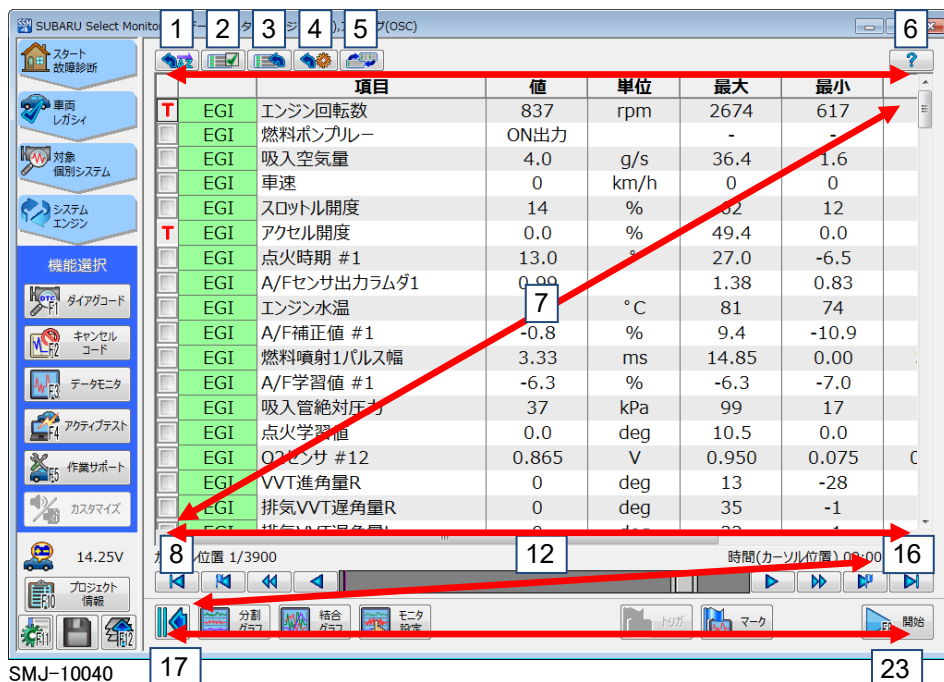 SUBARU Select Monitor
(OSC)
1 2 3 4 5 6
スタート
故障診断
車両
レガシィ
対象
個別システム
システム
エンジン
機能選択
F1 ダイアグコード
F2 キャンセル
コード
F3 データモニタ
F4 アクティブテスト
F5 作業サポート
カスタマイズ
14.25V
F10 プロジェクト
情報
F11 F12
?
項目 値 単位 最大 最小
T EGI エンジン回転数 837 rpm 2674 617
EGI 燃料ポンプリレー ON出力 - -
EGI 吸入空気量 4.0 g/s 36.4 1.6
EGI 車速 0 km/h 0 0
EGI スロットル開度 14 % 82 12
T EGI アクセル開度 0.0 % 49.4 0.0
EGI 点火時期 #1 13.0 ° 27.0 -6.5
EGI A/Fセンサ出力ラムダ1 0.99 1.38 0.83
7
EGI エンジン水温 °C 81 74
EGI A/F補正値 #1 -0.8 % 9.4 -10.9
EGI 燃料噴射1パルス幅 3.33 ms 14.85 0.00
EGI A/F学習値 #1 -6.3 % -6.3 -7.0
EGI 吸入管絶対圧力 37 kPa 99 17
EGI 点火学習値 0.0 deg 10.5 0.0
EGI O2センサ #12 0.865 V 0.950 0.075 0
EGI VVT進角量R 0 deg 13 -28
EGI 排気VVT遅角量R 0 deg 35 -1
EGI
8 12 16
位置 1/3900 時間(カーソル位置) 00:00
分割
グラフ
結合
グラフ
モニタ
設定
トリガ
マーク
開始
17 23
SMJ-10040